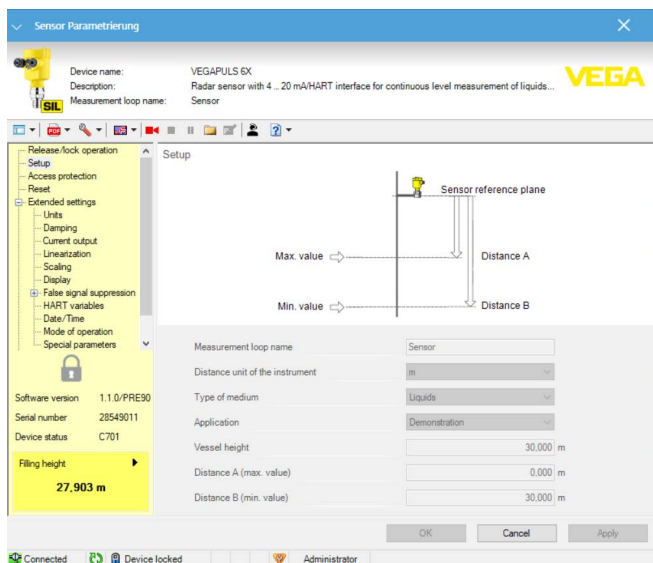 Sensor Parametrierung
Device name: VEGAPULS 6X
Description: Radar sensor with 4 .. 20 mA/HART interface for continuous level measurement of liquids...
Measurement loop name: Sensor
VEGA
SIL
PDF
Release/lock operation
Setup
Access protection
Reset
Extended settings
Units
Damping
Current output
Linearization
Scaling
Display
False signal suppression
HART variables
Date/Time
Mode of operation
Special parameters
Software version 1.1.0/PRE90
Serial number 28549011
Device status C701
Filling height
27,903 m
Setup
Sensor reference plane
Max. value
Distance A
Min. value
Distance B
Measurement loop name Sensor
Distance unit of the instrument m
Type of medium Liquids
Application Demonstration
Vessel height 30,000 m
Distance A (max. value) 0,000 m
Distance B (min. value) 30,000 m
OK Cancel Apply
Connected Device locked Administrator